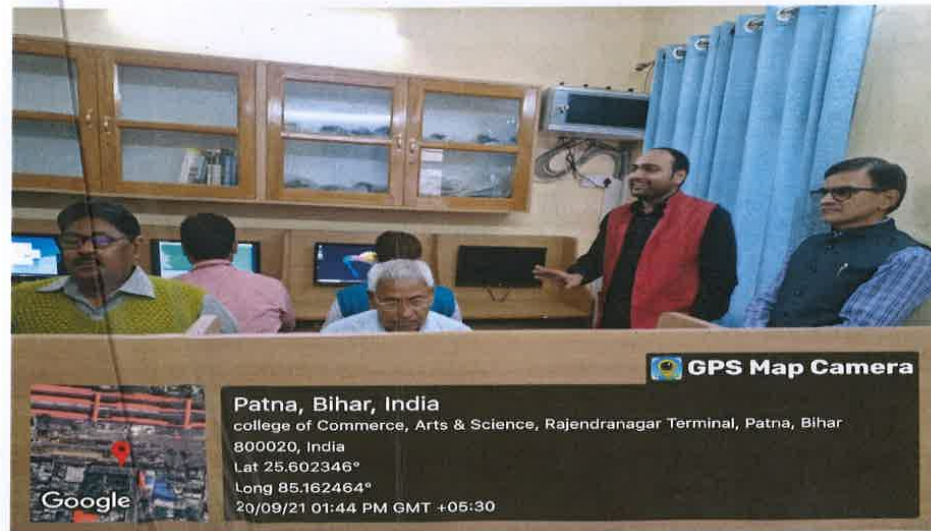 GPS Map Camera
Patna, Bihar, India
college of Commerce, Arts & Science, Rajendranagar Terminal, Patna, Bihar
800020, India
Lat 25.602346°
Long 85.162464°
20/09/21 01:44 PM GMT +05:30
Google